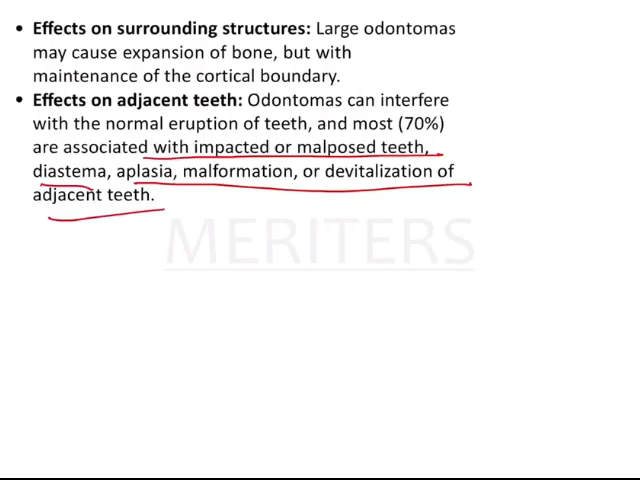 • Effects on surrounding structures: Large odontomas
may cause expansion of bone, but with
maintenance of the cortical boundary.
• Effects on adjacent teeth: Odontomas can interfere
with the normal eruption of teeth, and most (70%)
are associated with impacted or malposed teeth,
diastema, aplasia, malformation, or devitalization of
adjacent teeth.
MERITERS